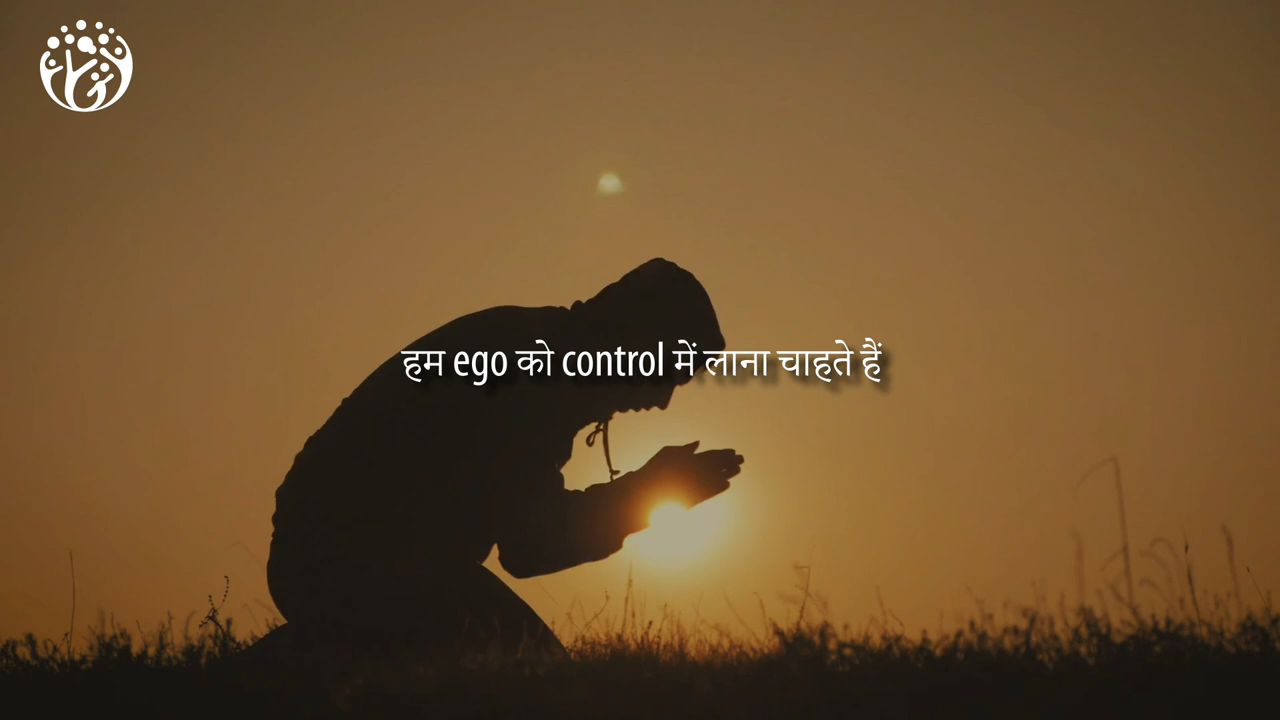 हम ego को control में लाना चाहते हैं